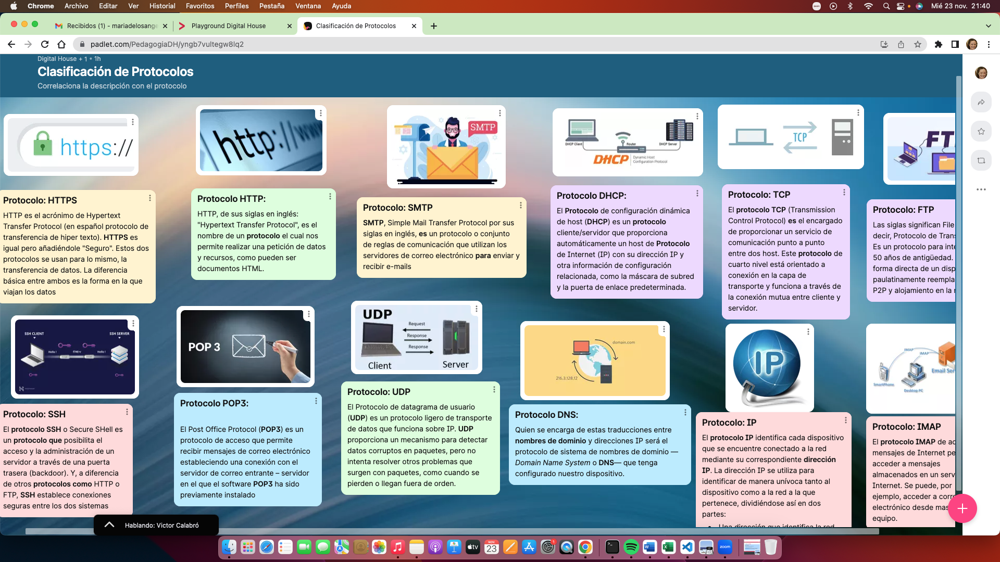 Chrome Archivo Editar Ver Historial Favoritos Perfiles Pestaña Ventana Ayuda
zoom
Mié 23 nov. 21:40
Recibidos (1) - mariadelosange
Playground Digital House
Clasificación de Protocolos
padlet.com/PedagogiaDH/yngb7vultegw8lq2
Digital House + 1 • 1h
Clasificación de Protocolos
Correlaciona la descripción con el protocolo
https://
Protocolo: HTTPS
HTTP es el acrónimo de Hypertext
Transfer Protocol (en español protocolo de
transferencia de hiper texto). HTTPS es
igual pero añadiéndole "Seguro". Estos dos
protocolos se usan para lo mismo, la
transferencia de datos. La diferencia
básica entre ambos es la forma en la que
viajan los datos
http://www
Protocolo HTTP:
HTTP, de sus siglas en inglés:
"Hypertext Transfer Protocol", es el
nombre de un protocolo el cual nos
permite realizar una petición de datos
y recursos, como pueden ser
documentos HTML.
SMTP
Protocolo: SMTP
SMTP, Simple Mail Transfer Protocol por sus
siglas en inglés, es un protocolo o conjunto
de reglas de comunicación que utilizan los
servidores de correo electrónico para enviar y
recibir e-mails
DHCP Client
Router
DHCP Server
DHCP
Dynamic Host
Configuration Protocol
Protocolo DHCP:
El Protocolo de configuración dinámica
de host (DHCP) es un protocolo
cliente/servidor que proporciona
automáticamente un host de Protocolo
de Internet (IP) con su dirección IP y
otra información de configuración
relacionada, como la máscara de subred
y la puerta de enlace predeterminada.
TCP
Protocolo: TCP
El protocolo TCP (Transmission
Control Protocol) es el encargado
de proporcionar un servicio de
comunicación punto a punto
entre dos host. Este protocolo de
cuarto nivel está orientado a
conexión en la capa de
transporte y funciona a través de
la conexión mutua entre cliente y
servidor.
FT
Protocolo: FTP
Las siglas significan File
decir, Protocolo de Tran
Es un protocolo para inte
50 años de antigüedad.
forma directa de un disp
paulatinamente reempla
P2P y alojamiento en la
SSH CLIENT
SSH SERVER
Hello !
Hello !
Protocolo: SSH
El protocolo SSH o Secure SHell es
un protocolo que posibilita el
acceso y la administración de un
servidor a través de una puerta
trasera (backdoor). Y, a diferencia
de otros protocolos como HTTP o
FTP, SSH establece conexiones
seguras entre los dos sistemas
POP 3
Protocolo POP3:
El Post Office Protocol (POP3) es un
protocolo de acceso que permite
recibir mensajes de correo electrónico
estableciendo una conexión con el
servidor de correo entrante – servidor
en el que el software POP3 ha sido
previamente instalado
UDP
Request
Response
Response
Client
Server
Protocolo: UDP
El Protocolo de datagrama de usuario
(UDP) es un protocolo ligero de transporte
de datos que funciona sobre IP. UDP
proporciona un mecanismo para detectar
datos corruptos en paquetes, pero no
intenta resolver otros problemas que
surgen con paquetes, como cuando se
pierden o llegan fuera de orden.
domain.com
216.3.128.12
Protocolo DNS:
Quien se encarga de estas traducciones entre
nombres de dominio y direcciones IP será el
protocolo de sistema de nombres de dominio —
Domain Name System o DNS— que tenga
configurado nuestro dispositivo.
IP
Protocolo: IP
El protocolo IP identifica cada dispositivo
que se encuentre conectado a la red
mediante su correspondiente dirección
IP. La dirección IP se utiliza para
identificar de manera unívoca tanto al
dispositivo como a la red a la que
pertenece, dividiéndose así en dos
partes:
Una dirección que identifica la red
IMAP
IMAP
Email Ser
SmartPhone
Desktop PC
Protocolo: IMAP
El protocolo IMAP de ac
mensajes de Internet pe
acceder a mensajes
almacenados en un serv
Internet. Se puede, por
ejemplo, acceder a corre
electrónico desde mas
equipo.
Hablando: Victor Calabró
tv
NOV.
23
1
zoom